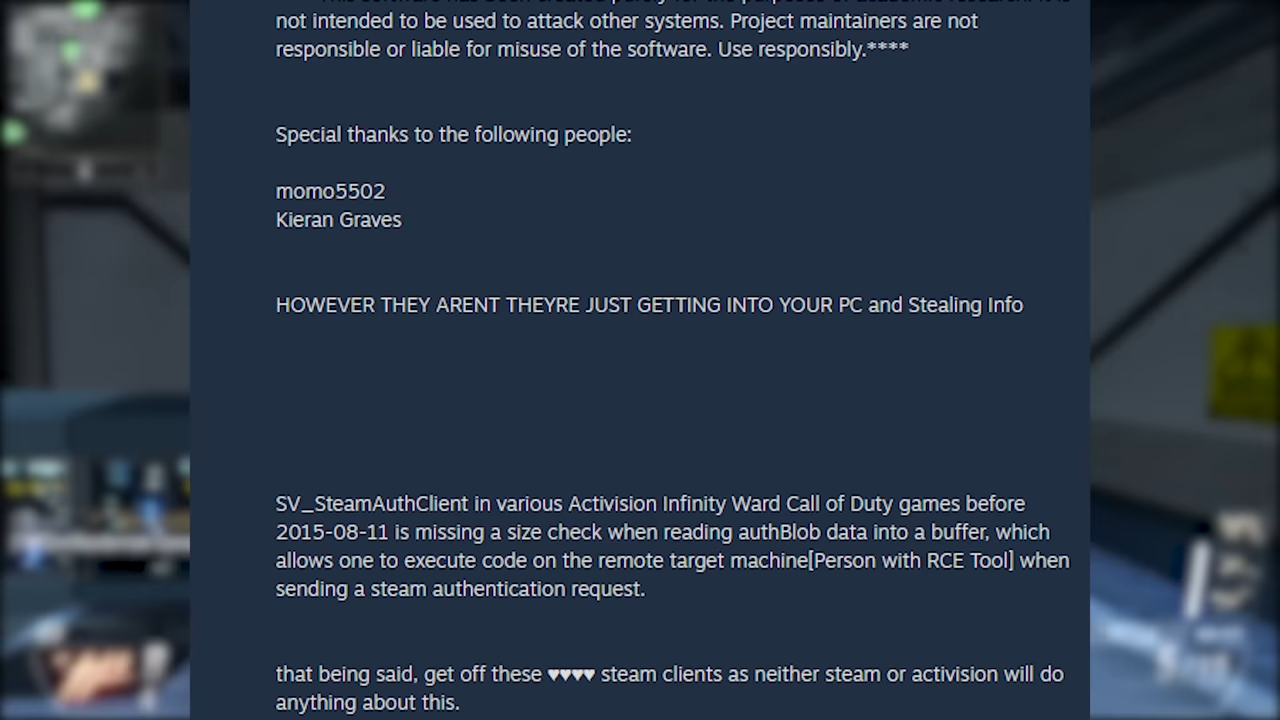 not intended to be used to attack other systems. Project maintainers are not
responsible or liable for misuse of the software. Use responsibly.****
Special thanks to the following people:
momo5502
Kieran Graves
HOWEVER THEY ARENT THEYRE JUST GETTING INTO YOUR PC and Stealing Info
SV_SteamAuthClient in various Activision Infinity Ward Call of Duty games before
2015-08-11 is missing a size check when reading authBlob data into a buffer, which
allows one to execute code on the remote target machine[Person with RCE Tool] when
sending a steam authentication request.
that being said, get off these ♥♥♥♥ steam clients as neither steam or activision will do
anything about this.